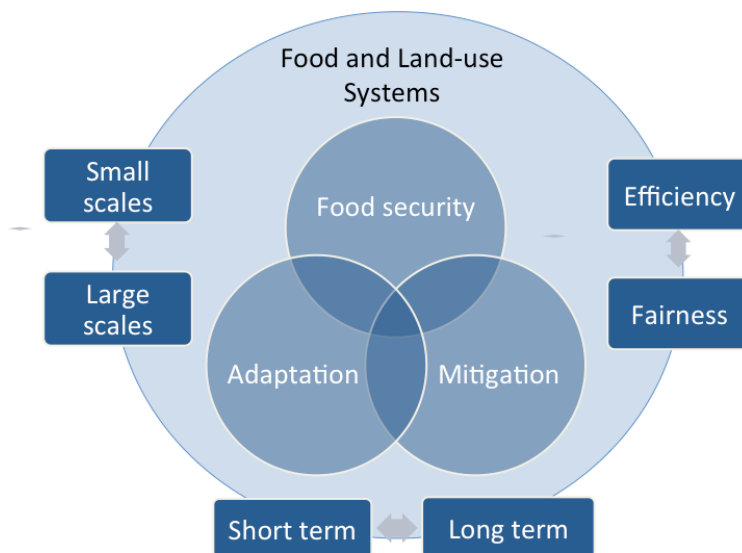 Food and Land-use
Systems
Small
scales
Food security
Efficiency
Large
scales
Fairness
Adaptation
Mitigation
Short term
Long term